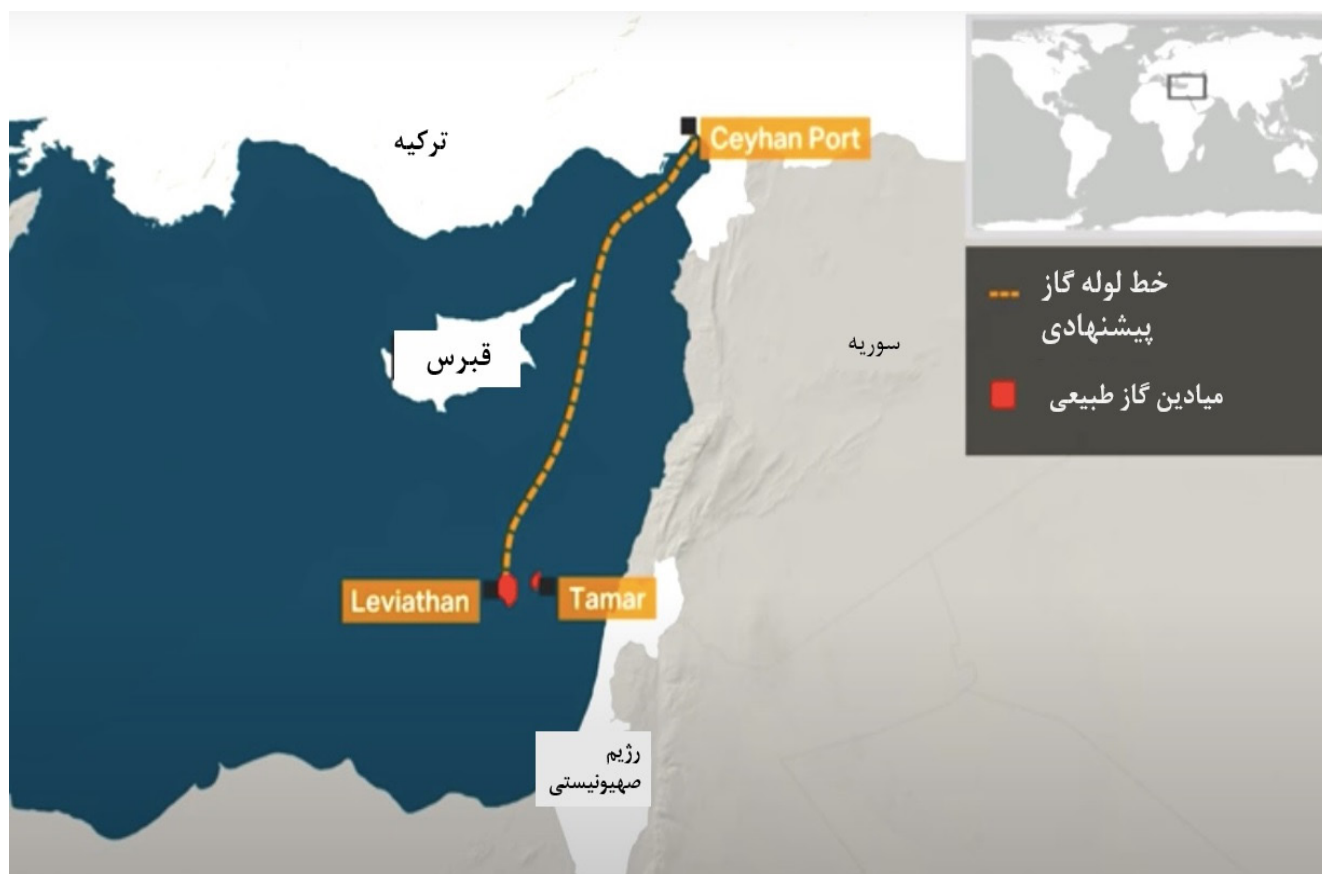 ترکیه
Ceyhan Port
قبرس
سوریه
خط لوله گاز
پیشنهادی
میادین گاز طبیعی
Leviathan
Tamar
رژیم
صهیونیستی